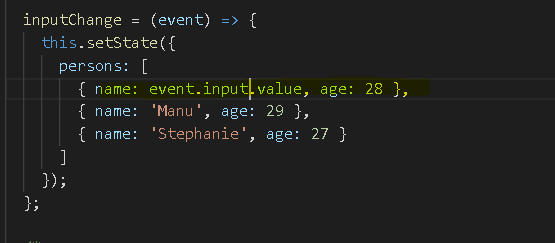 inputChange = (event) => {
this.setState({
persons: [
{ name: event.input.value, age: 28 },
{ name: 'Manu', age: 29 },
{ name: 'Stephanie', age: 27 }
]
});
};